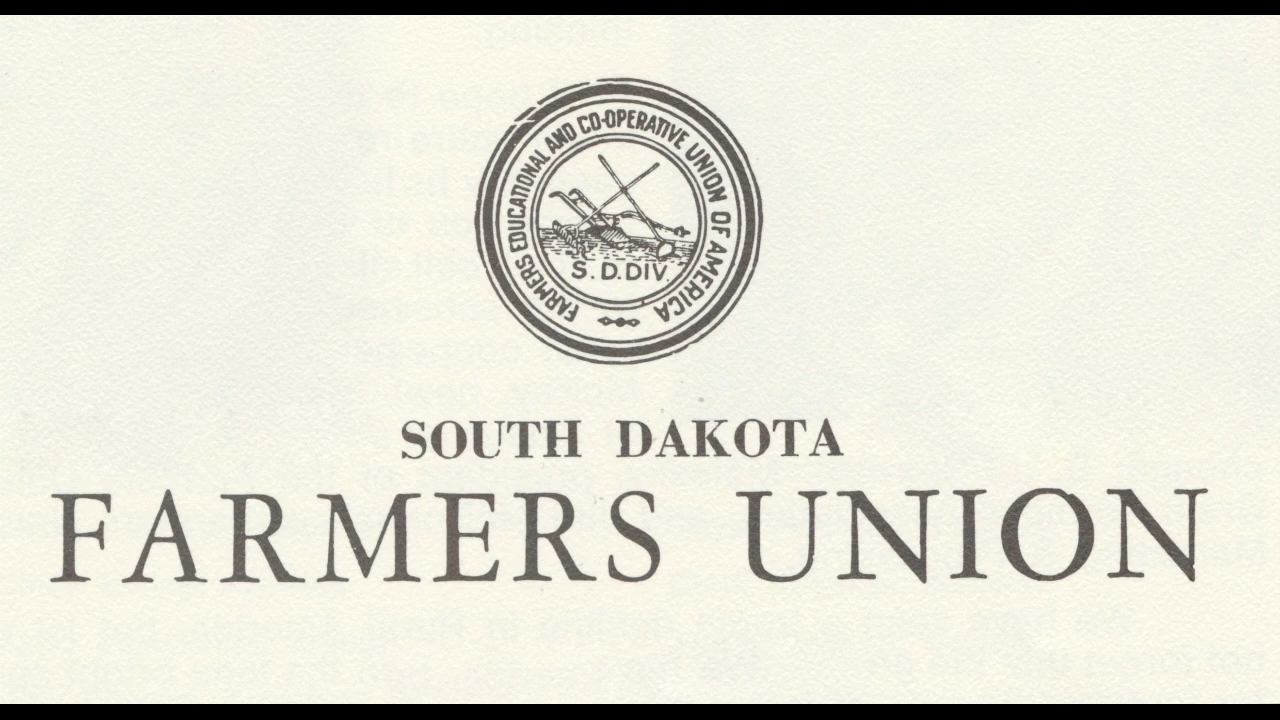 FARMERS EDUCATIONAL AND CO-OPERATIVE UNION OF AMERICA
S. D. DIV.
SOUTH DAKOTA
FARMERS UNION